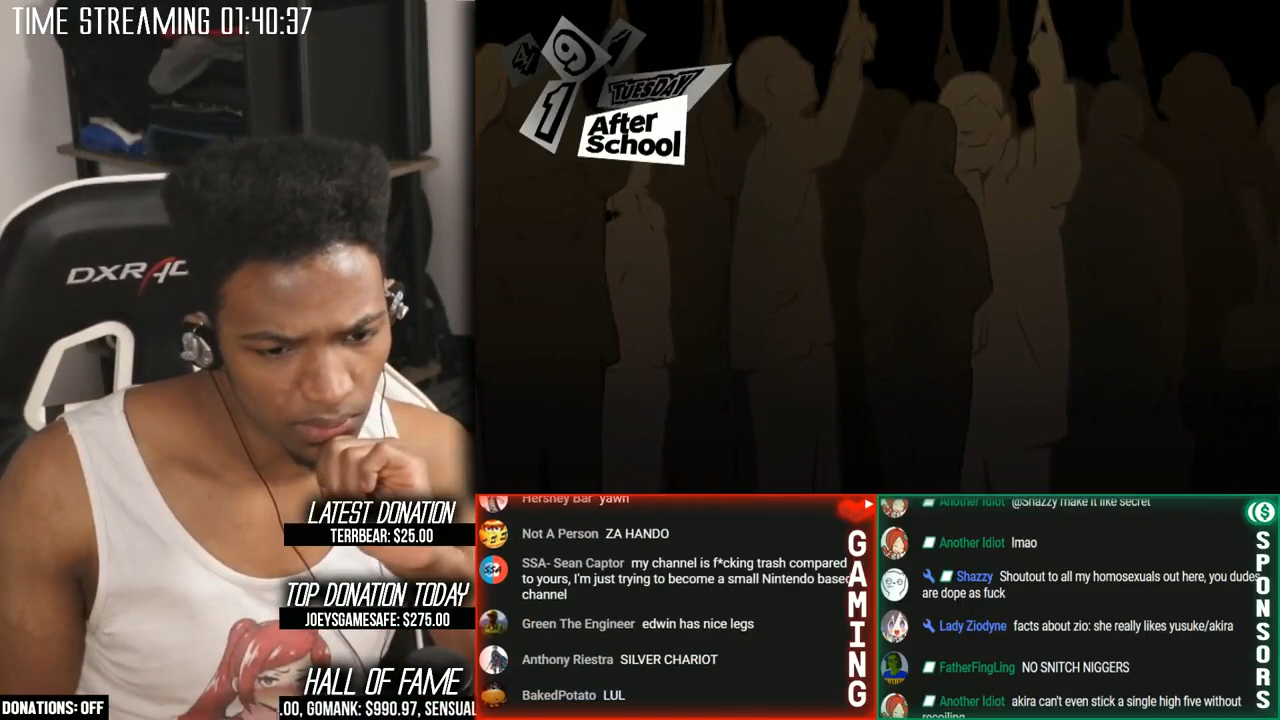 TIME STREAMING 01:40:37
4 9 1
1
TUESDAY
After
School
DXRAC
LATEST DONATION
TERRBEAR: $25.00
TOP DONATION TODAY
JOEYSGAMESAFE: $275.00
HALL OF FAME
.00, GOMANK: $990.97, SENSUAL
DONATIONS: OFF
Hershey Bar yawn
Not A Person ZA HANDO
SSA- Sean Captor my channel is f*cking trash compared
to yours, I'm just trying to become a small Nintendo based
channel
Green The Engineer edwin has nice legs
Anthony Riestra SILVER CHARIOT
BakedPotato LUL
GAMING
Another Idiot @Shazzy make it like secret
Another Idiot lmao
Shazzy Shoutout to all my homosexuals out here, you dudes
are dope as fuck
Lady Ziodyne facts about zio: she really likes yusuke/akira
FatherFingLing NO SNITCH NIGGERS
Another Idiot akira can't even stick a single high five without
recoiling
SPONSORS